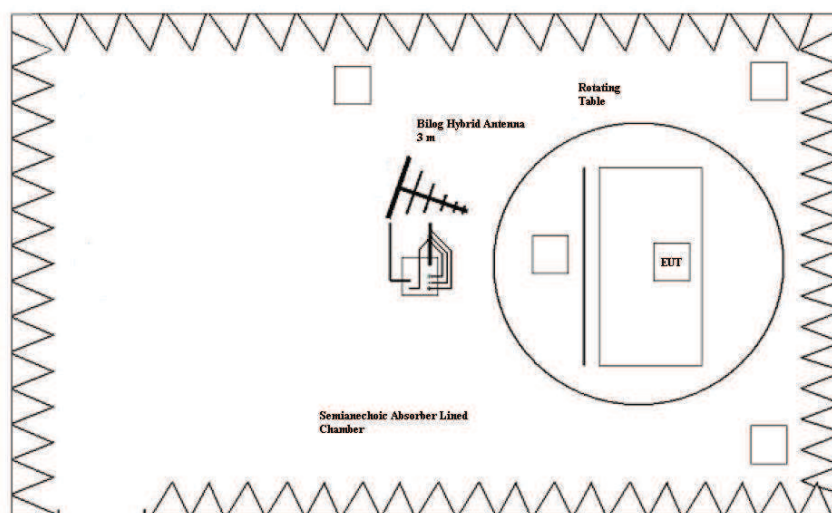 Rotating
Table
Bilog Hybrid Antenna
3 m
EUT
Semianechoic Absorber Lined
Chamber